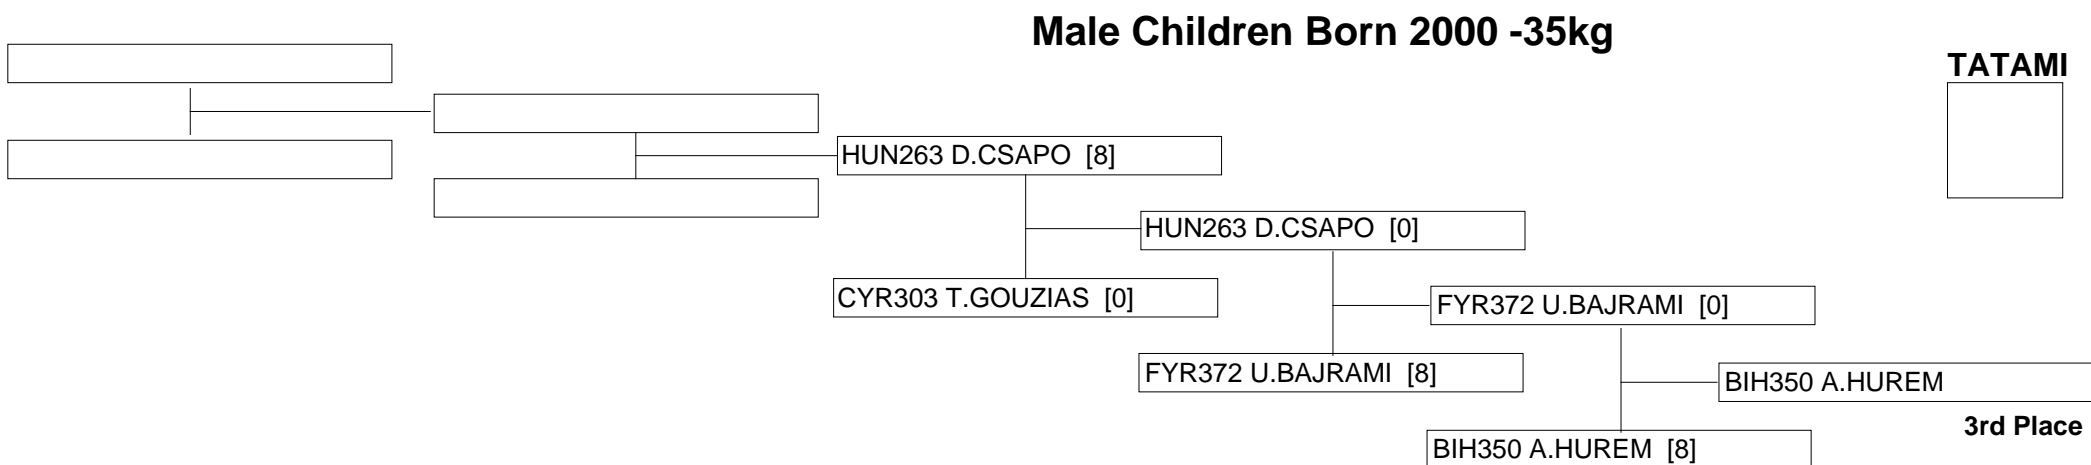 Male Children Born 2000 -35kg
TATAMI
HUN263 D.CSAPO [8]
HUN263 D.CSAPO [0]
CYR303 T.GOUZIAS [0]
FYR372 U.BAJRAMI [0]
FYR372 U.BAJRAMI [8]
BIH350 A.HUREM
3rd Place
BIH350 A.HUREM [8]